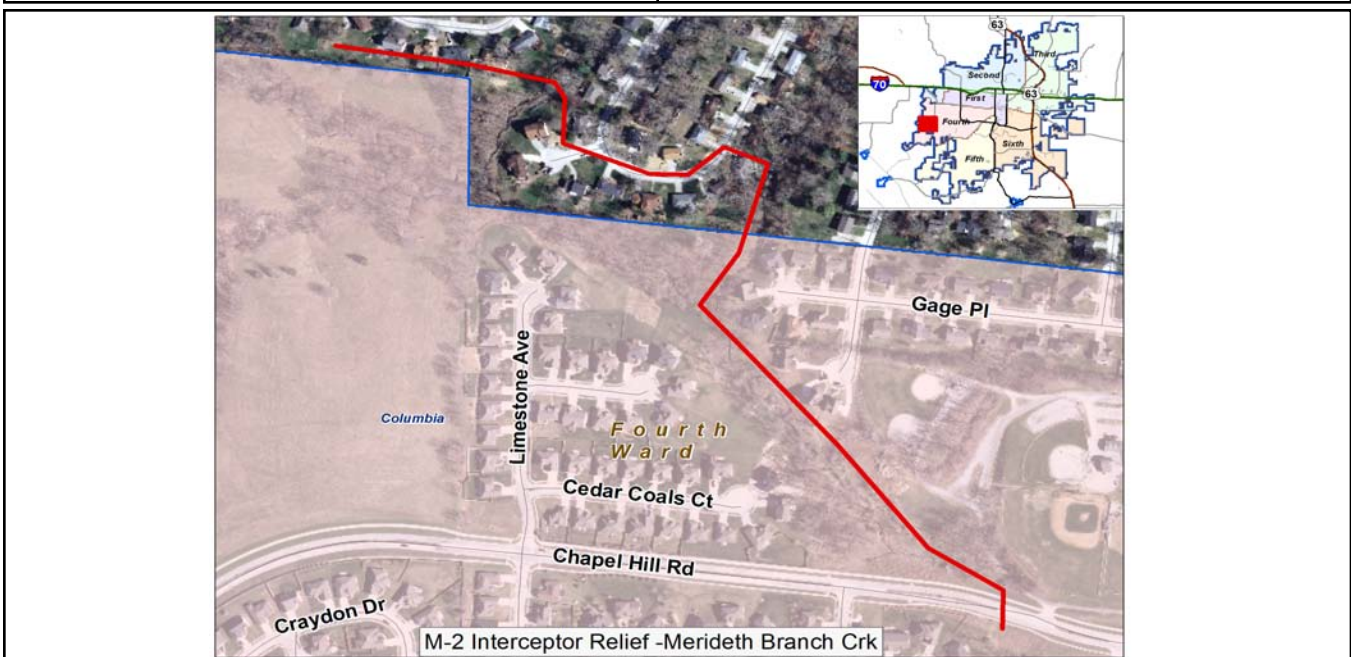 63
Third
Second
70
63
First
Fourth
Sixth
Fifth
Gage Pl
Limestone Ave
Columbia
Fourth
Ward
Cedar Coals Ct
Chapel Hill Rd
Craydon Dr
M-2 Interceptor Relief -Merideth Branch Crk